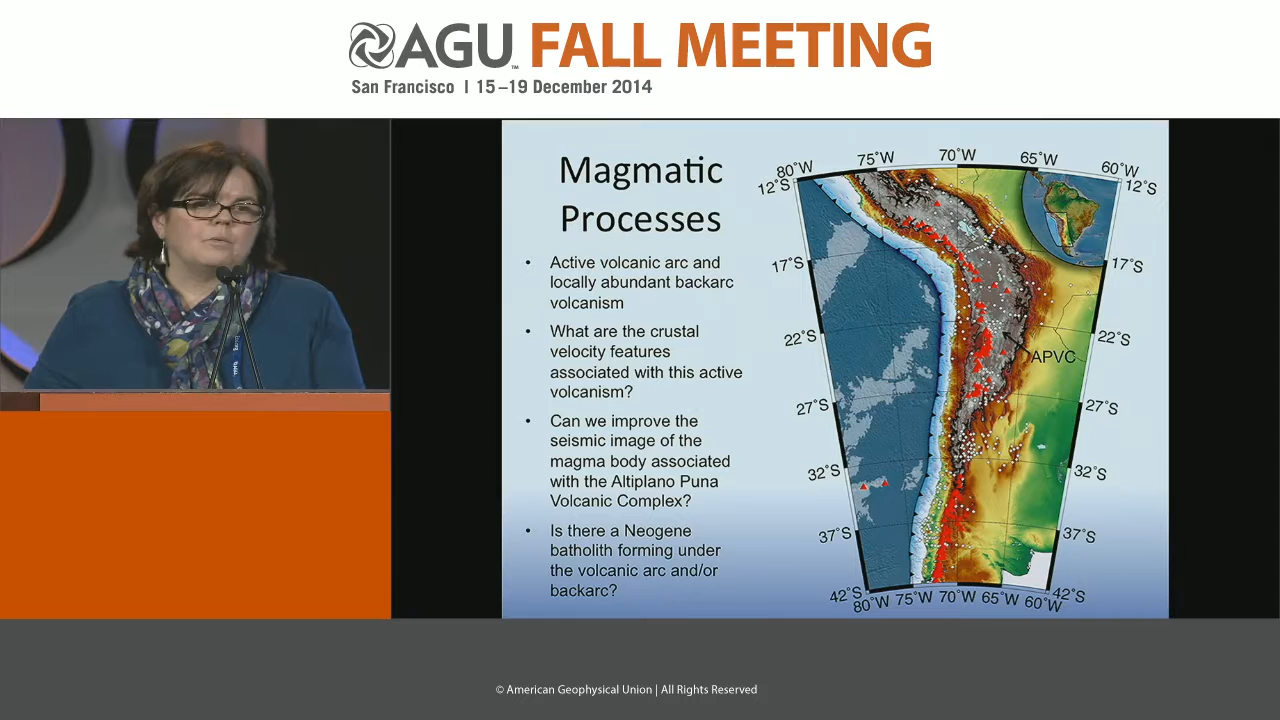 AGU™ FALL MEETING
San Francisco | 15–19 December 2014
Magmatic
Processes
• Active volcanic arc and
locally abundant backarc
volcanism
• What are the crustal
velocity features
associated with this active
volcanism?
• Can we improve the
seismic image of the
magma body associated
with the Altiplano Puna
Volcanic Complex?
• Is there a Neogene
batholith forming under
the volcanic arc and/or
backarc?
80˚W 75˚W 70˚W 65˚W 60˚W
12˚S 12˚S
17˚S 17˚S
22˚S 22˚S
APVC
27˚S 27˚S
32˚S 32˚S
37˚S 37˚S
42˚S 42˚S
80˚W 75˚W 70˚W 65˚W 60˚W
© American Geophysical Union | All Rights Reserved